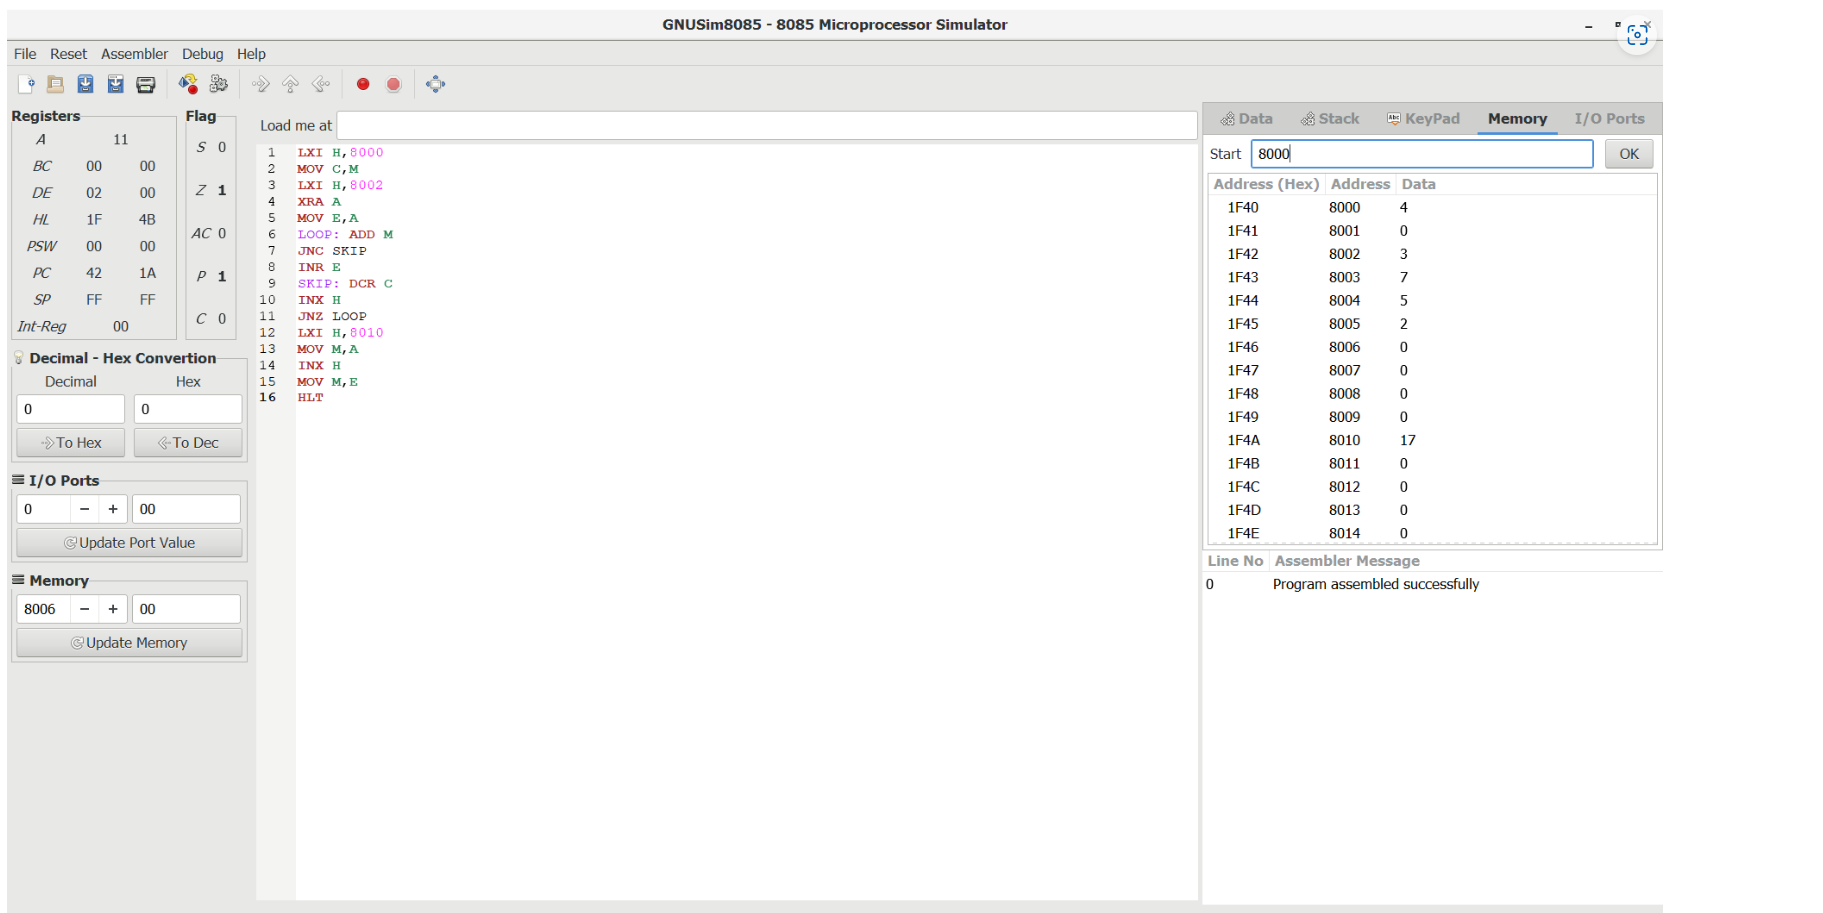 GNUSim8085 - 8085 Microprocessor Simulator
File Reset Assembler Debug Help
Registers
A 11
BC 00 00
DE 02 00
HL 1F 4B
PSW 00 00
PC 42 1A
SP FF FF
Int-Reg 00
Flag
S 0
Z 1
AC 0
P 1
C 0
Decimal - Hex Convertion
Decimal Hex
0 0
To Hex To Dec
I/O Ports
0 − + 00
Update Port Value
Memory
8006 − + 00
Update Memory
Load me at
1 LXI H,8000
2 MOV C,M
3 LXI H,8002
4 XRA A
5 MOV E,A
6 LOOP: ADD M
7 JNC SKIP
8 INR E
9 SKIP: DCR C
10 INX H
11 JNZ LOOP
12 LXI H,8010
13 MOV M,A
14 INX H
15 MOV M,E
16 HLT
Data Stack KeyPad Memory I/O Ports
Start 8000 OK
Address (Hex) Address Data
1F40 8000 4
1F41 8001 0
1F42 8002 3
1F43 8003 7
1F44 8004 5
1F45 8005 2
1F46 8006 0
1F47 8007 0
1F48 8008 0
1F49 8009 0
1F4A 8010 17
1F4B 8011 0
1F4C 8012 0
1F4D 8013 0
1F4E 8014 0
Line No Assembler Message
0 Program assembled successfully